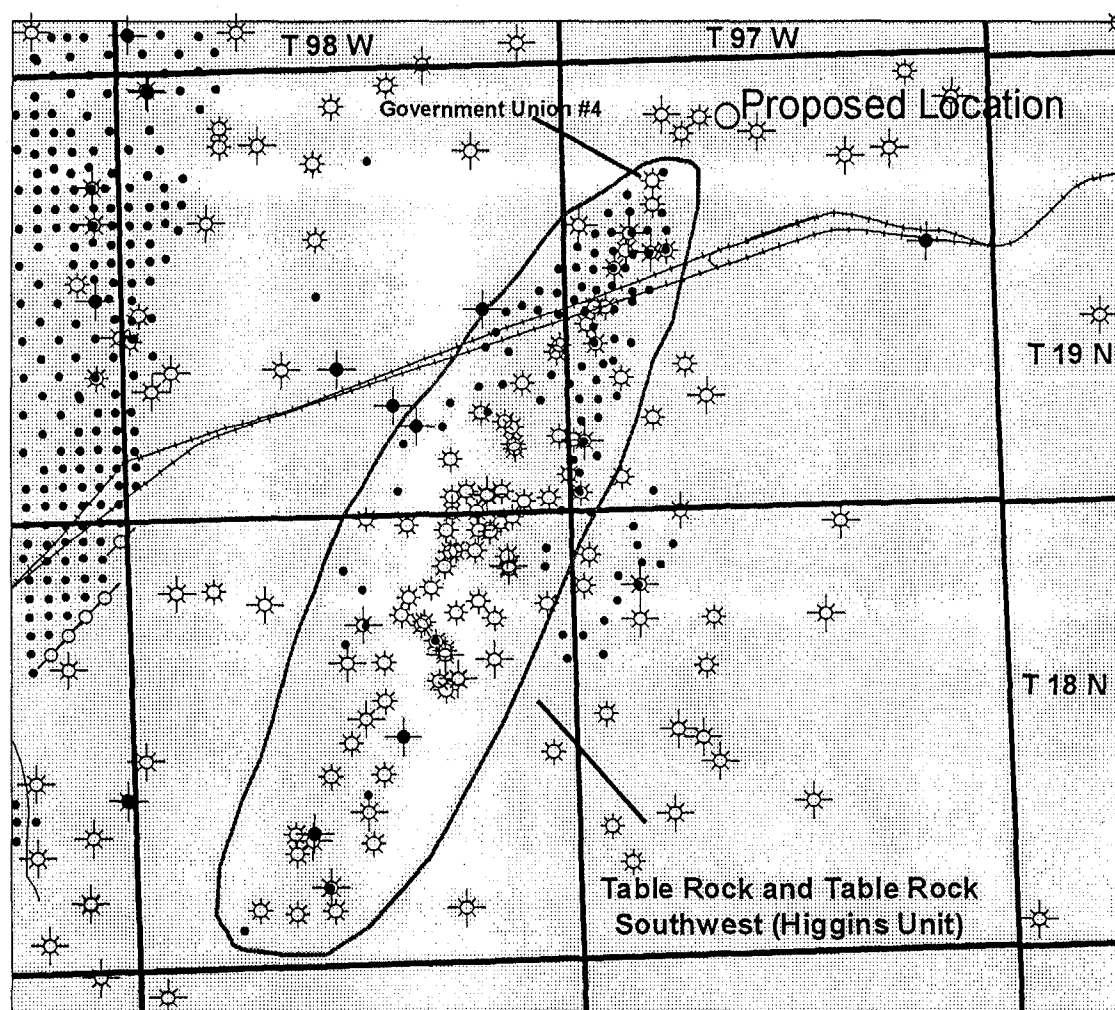 T 98 W
T 97 W
Government Union #4
Proposed Location
T 19 N
T 18 N
Table Rock and Table Rock
Southwest (Higgins Unit)